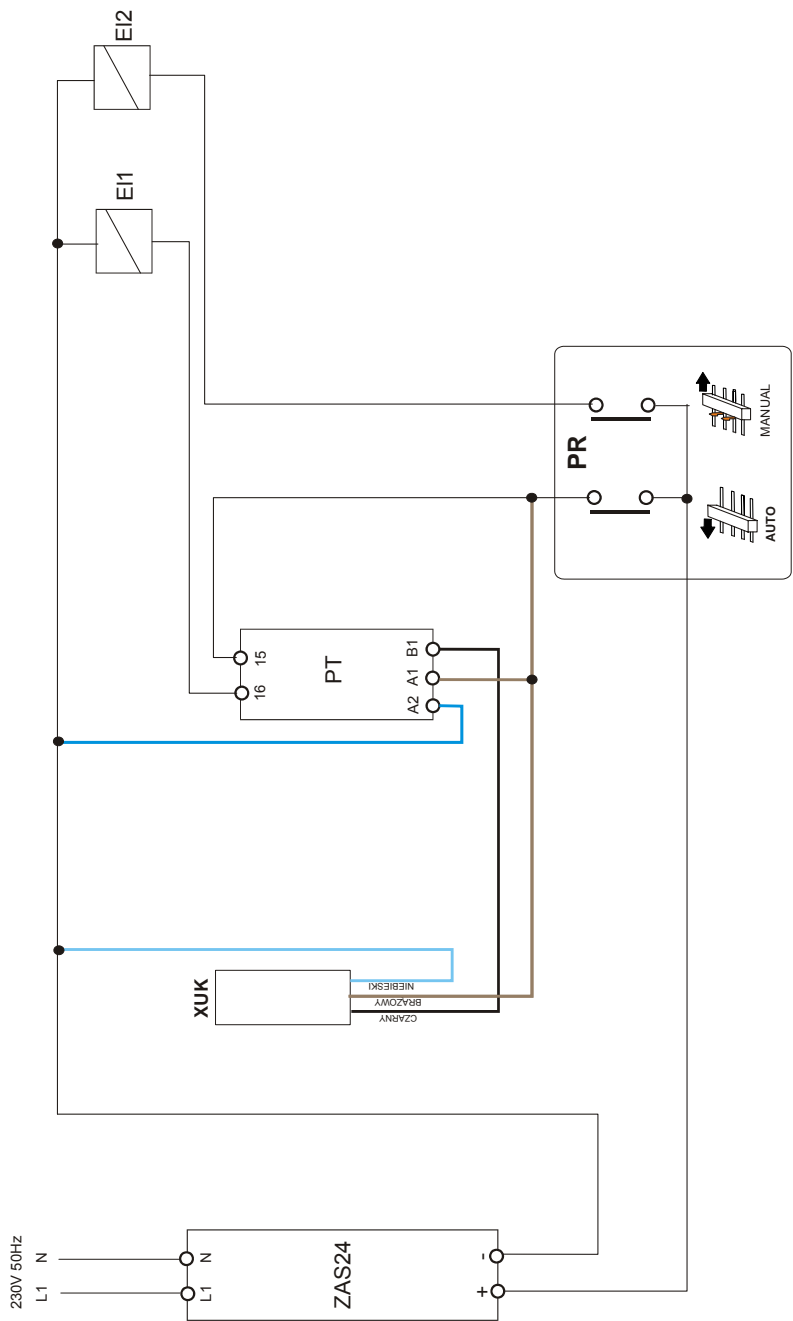 EI2
EI1
PR
MANUAL
AUTO
15
16
PT
B1
A1
A2
XUK
NIEBIESKI
BRĄZOWY
CZARNY
230V 50Hz
N
L1
N
L1
ZAS24
-
+